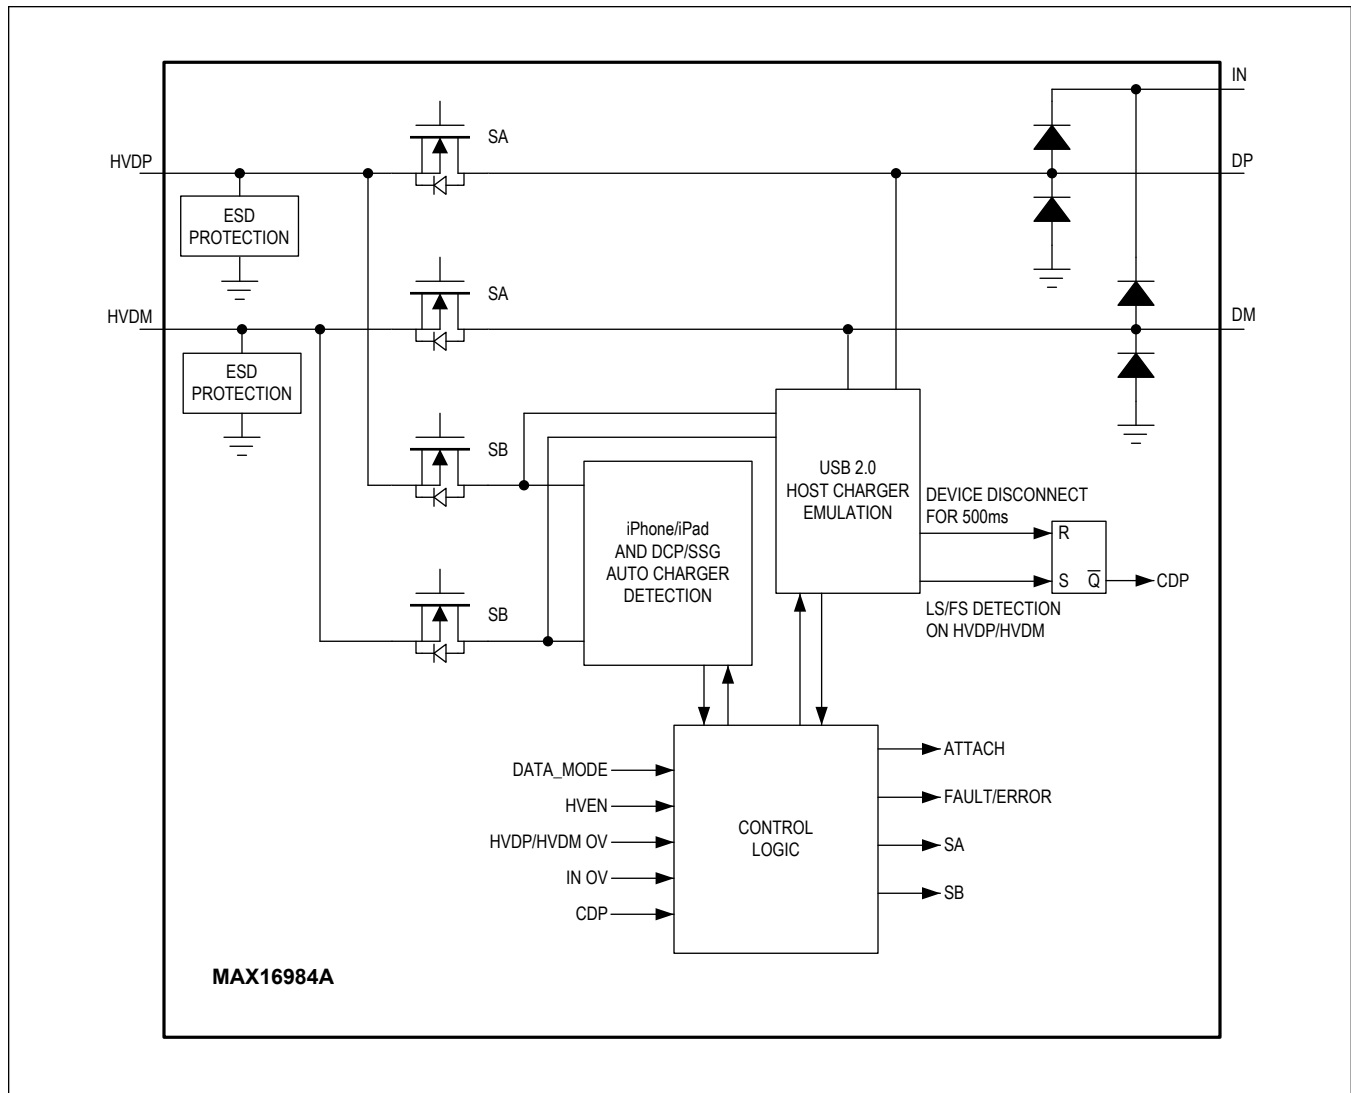 IN
SA
HVDP
DP
ESD
PROTECTION
SA
HVDM
DM
ESD
PROTECTION
SB
USB 2.0
HOST CHARGER
EMULATION
DEVICE DISCONNECT
FOR 500ms
iPhone/iPad
AND DCP/SSG
AUTO CHARGER
DETECTION
R
S Q̅
CDP
SB
LS/FS DETECTION
ON HVDP/HVDM
DATA_MODE
HVEN
HVDP/HVDM OV
IN OV
CDP
CONTROL
LOGIC
ATTACH
FAULT/ERROR
SA
SB
MAX16984A